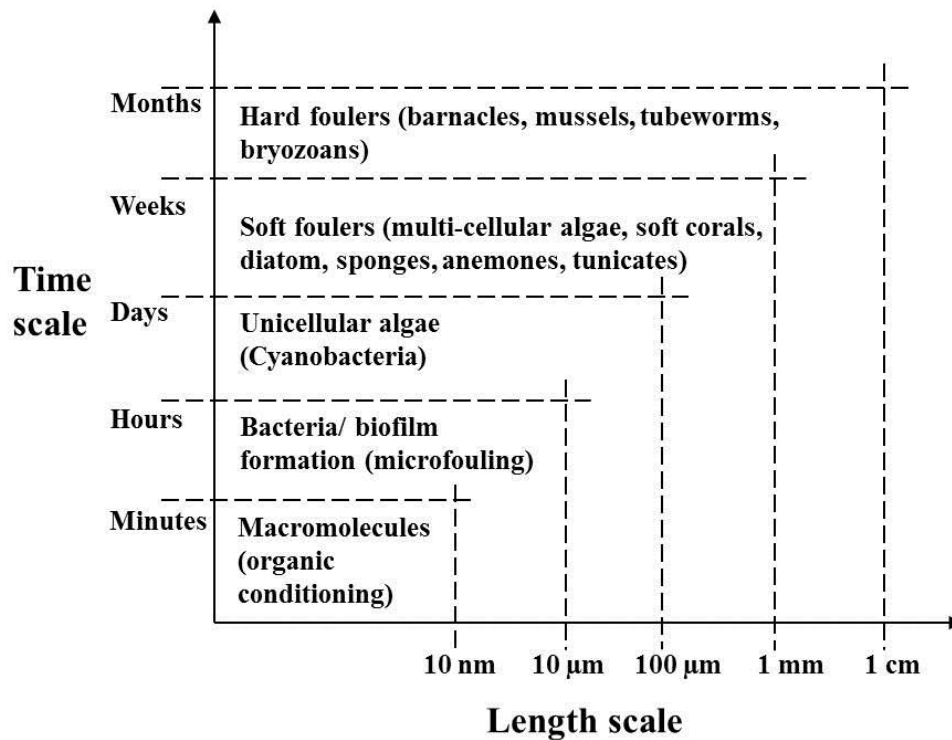 Months
Hard foulers (barnacles, mussels, tubeworms,
bryozoans)
Weeks
Soft foulers (multi-cellular algae, soft corals,
diatom, sponges, anemones, tunicates)
Time
scale
Days
Unicellular algae
(Cyanobacteria)
Hours
Bacteria/ biofilm
formation (microfouling)
Minutes
Macromolecules
(organic
conditioning)
10 nm 10 µm 100 µm 1 mm 1 cm
Length scale